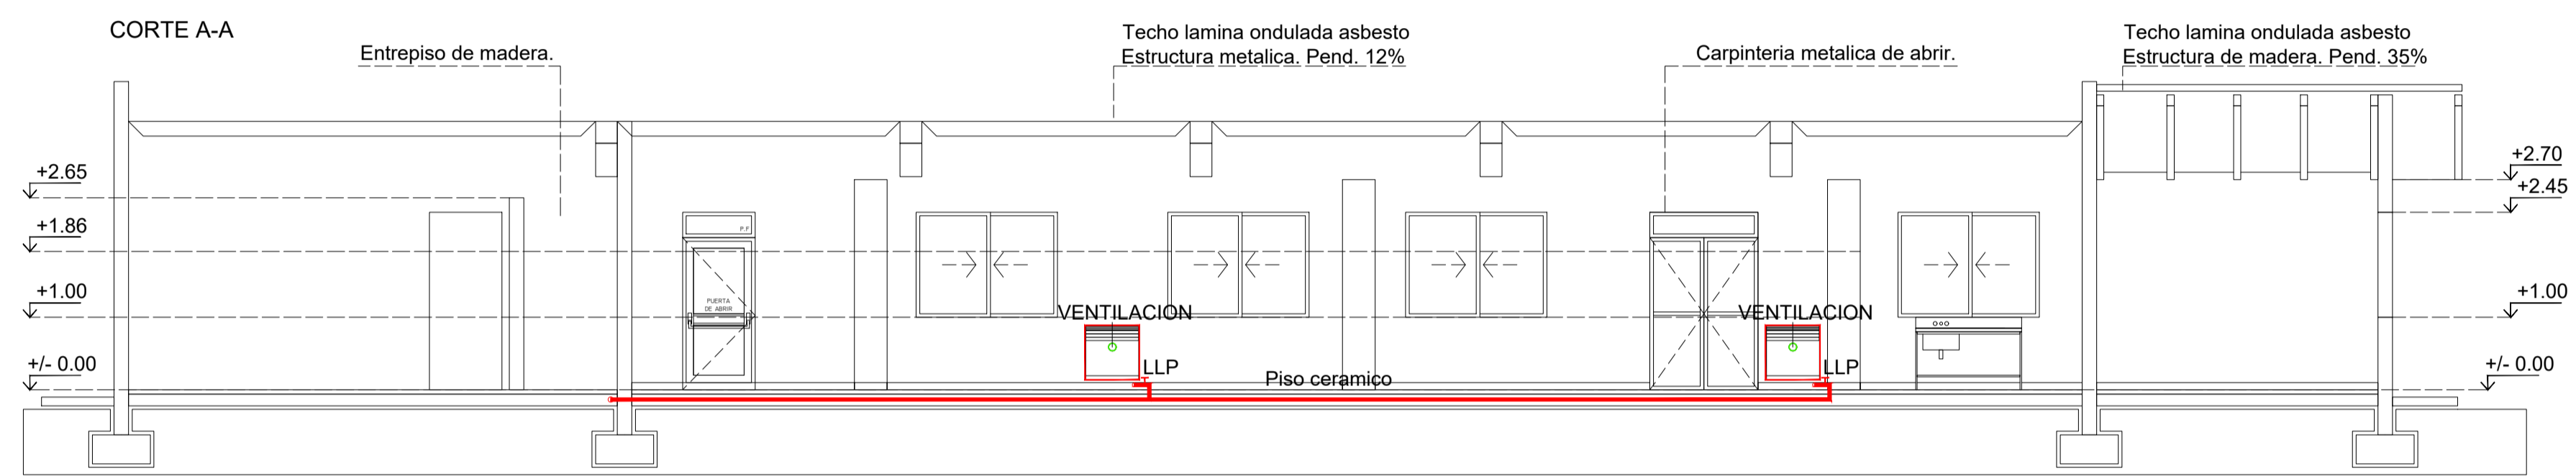 CORTE A-A
Techo lamina ondulada asbesto
Estructura metalica. Pend. 12%
Techo lamina ondulada asbesto
Estructura de madera. Pend. 35%
Entrepiso de madera.
Carpinteria metalica de abrir.
+2.65
+2.70
+2.45
+1.86
P.F
+1.00
+1.00
PUERTA
DE ABRIR
VENTILACION
VENTILACION
+/- 0.00
LLP
LLP
+/- 0.00
Piso ceramico